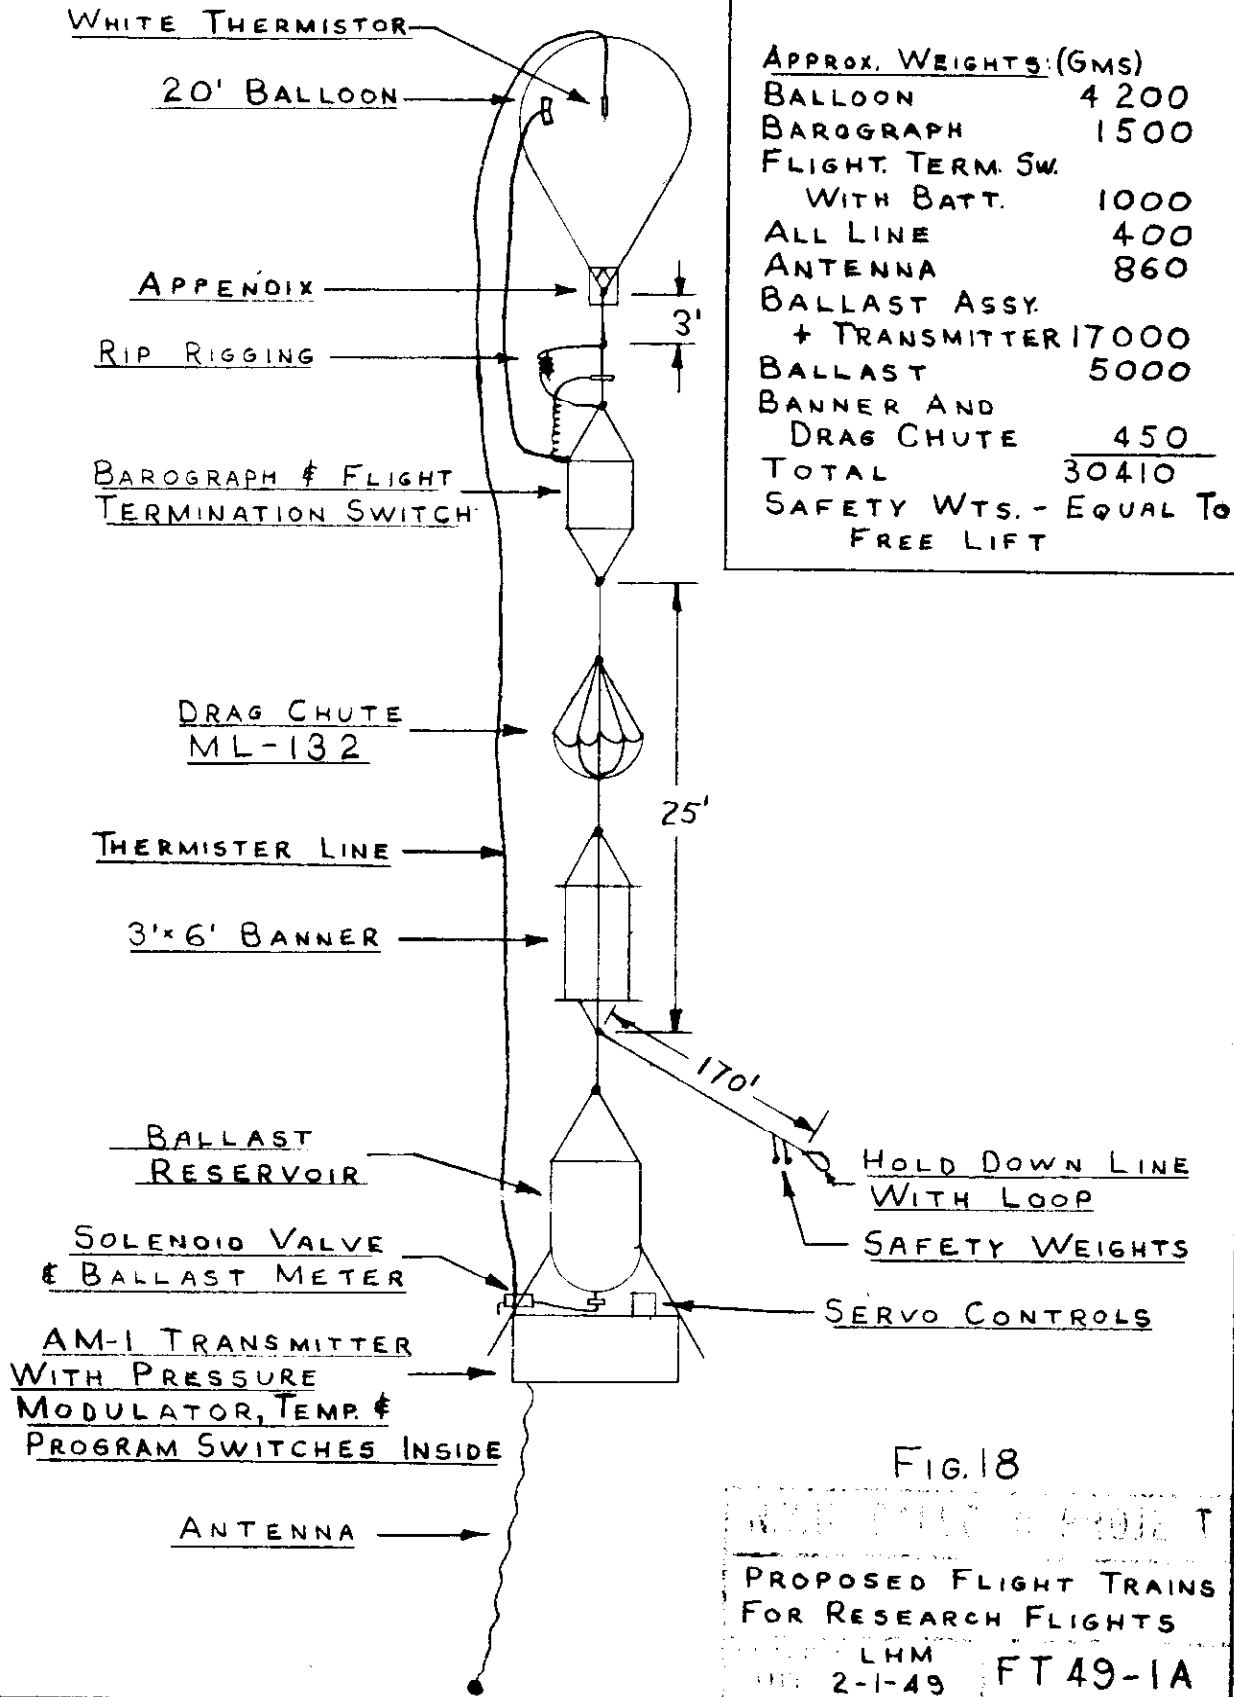 WHITE THERMISTOR
20' BALLOON
APPENDIX
3'
RIP RIGGING
BAROGRAPH & FLIGHT
TERMINATION SWITCH
DRAG CHUTE
ML-132
25'
THERMISTER LINE
3'×6' BANNER
170'
BALLAST
RESERVOIR
HOLD DOWN LINE
WITH LOOP
SAFETY WEIGHTS
SOLENOID VALVE
& BALLAST METER
SERVO CONTROLS
AM-1 TRANSMITTER
WITH PRESSURE
MODULATOR, TEMP. &
PROGRAM SWITCHES INSIDE
ANTENNA
APPROX. WEIGHTS: (GMS)
BALLOON 4200
BAROGRAPH 1500
FLIGHT. TERM. SW.
WITH BATT. 1000
ALL LINE 400
ANTENNA 860
BALLAST ASSY.
+ TRANSMITTER 17000
BALLAST 5000
BANNER AND
DRAG CHUTE 450
TOTAL 30410
SAFETY WTS. - EQUAL TO
FREE LIFT
FIG. 18
PROPOSED FLIGHT TRAINS
FOR RESEARCH FLIGHTS
LHM
2-1-49 FT 49-1A